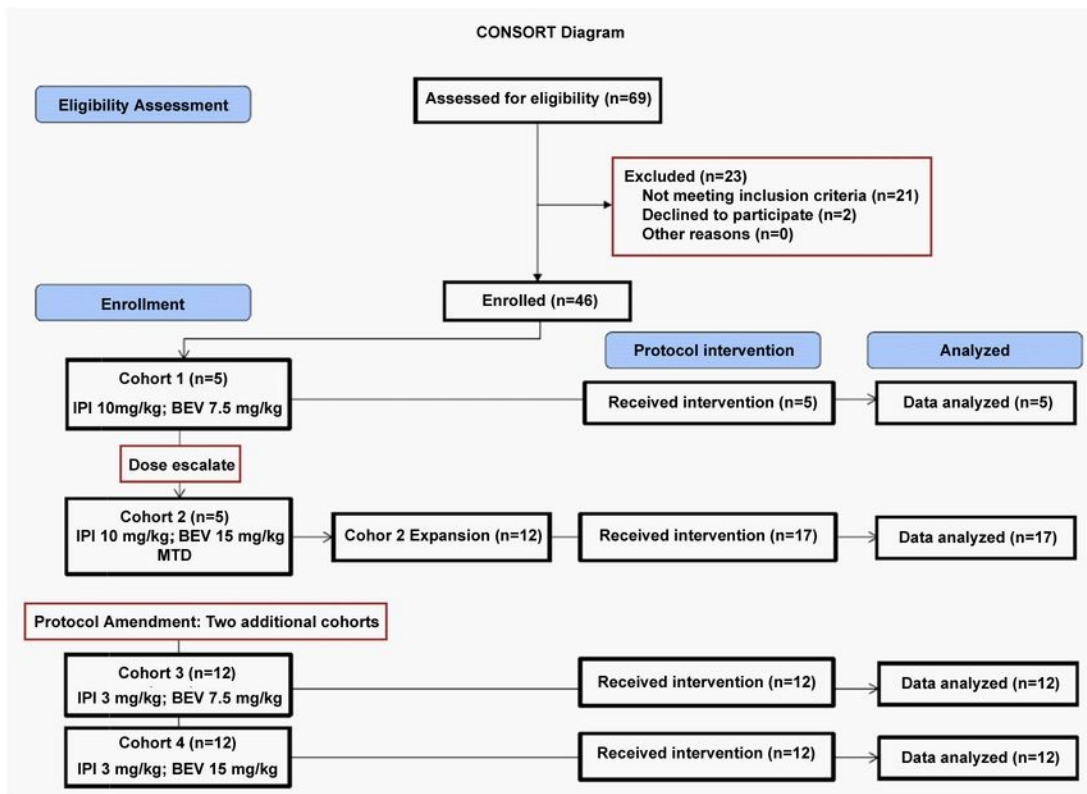 CONSORT Diagram
Eligibility Assessment
Assessed for eligibility (n=69)
Excluded (n=23)
Not meeting inclusion criteria (n=21)
Declined to participate (n=2)
Other reasons (n=0)
Enrollment
Enrolled (n=46)
Protocol intervention
Analyzed
Cohort 1 (n=5)
IPI 10mg/kg; BEV 7.5 mg/kg
Received intervention (n=5)
Data analyzed (n=5)
Dose escalate
Cohort 2 (n=5)
IPI 10 mg/kg; BEV 15 mg/kg
MTD
Cohor 2 Expansion (n=12)
Received intervention (n=17)
Data analyzed (n=17)
Protocol Amendment: Two additional cohorts
Cohort 3 (n=12)
IPI 3 mg/kg; BEV 7.5 mg/kg
Received intervention (n=12)
Data analyzed (n=12)
Cohort 4 (n=12)
IPI 3 mg/kg; BEV 15 mg/kg
Received intervention (n=12)
Data analyzed (n=12)